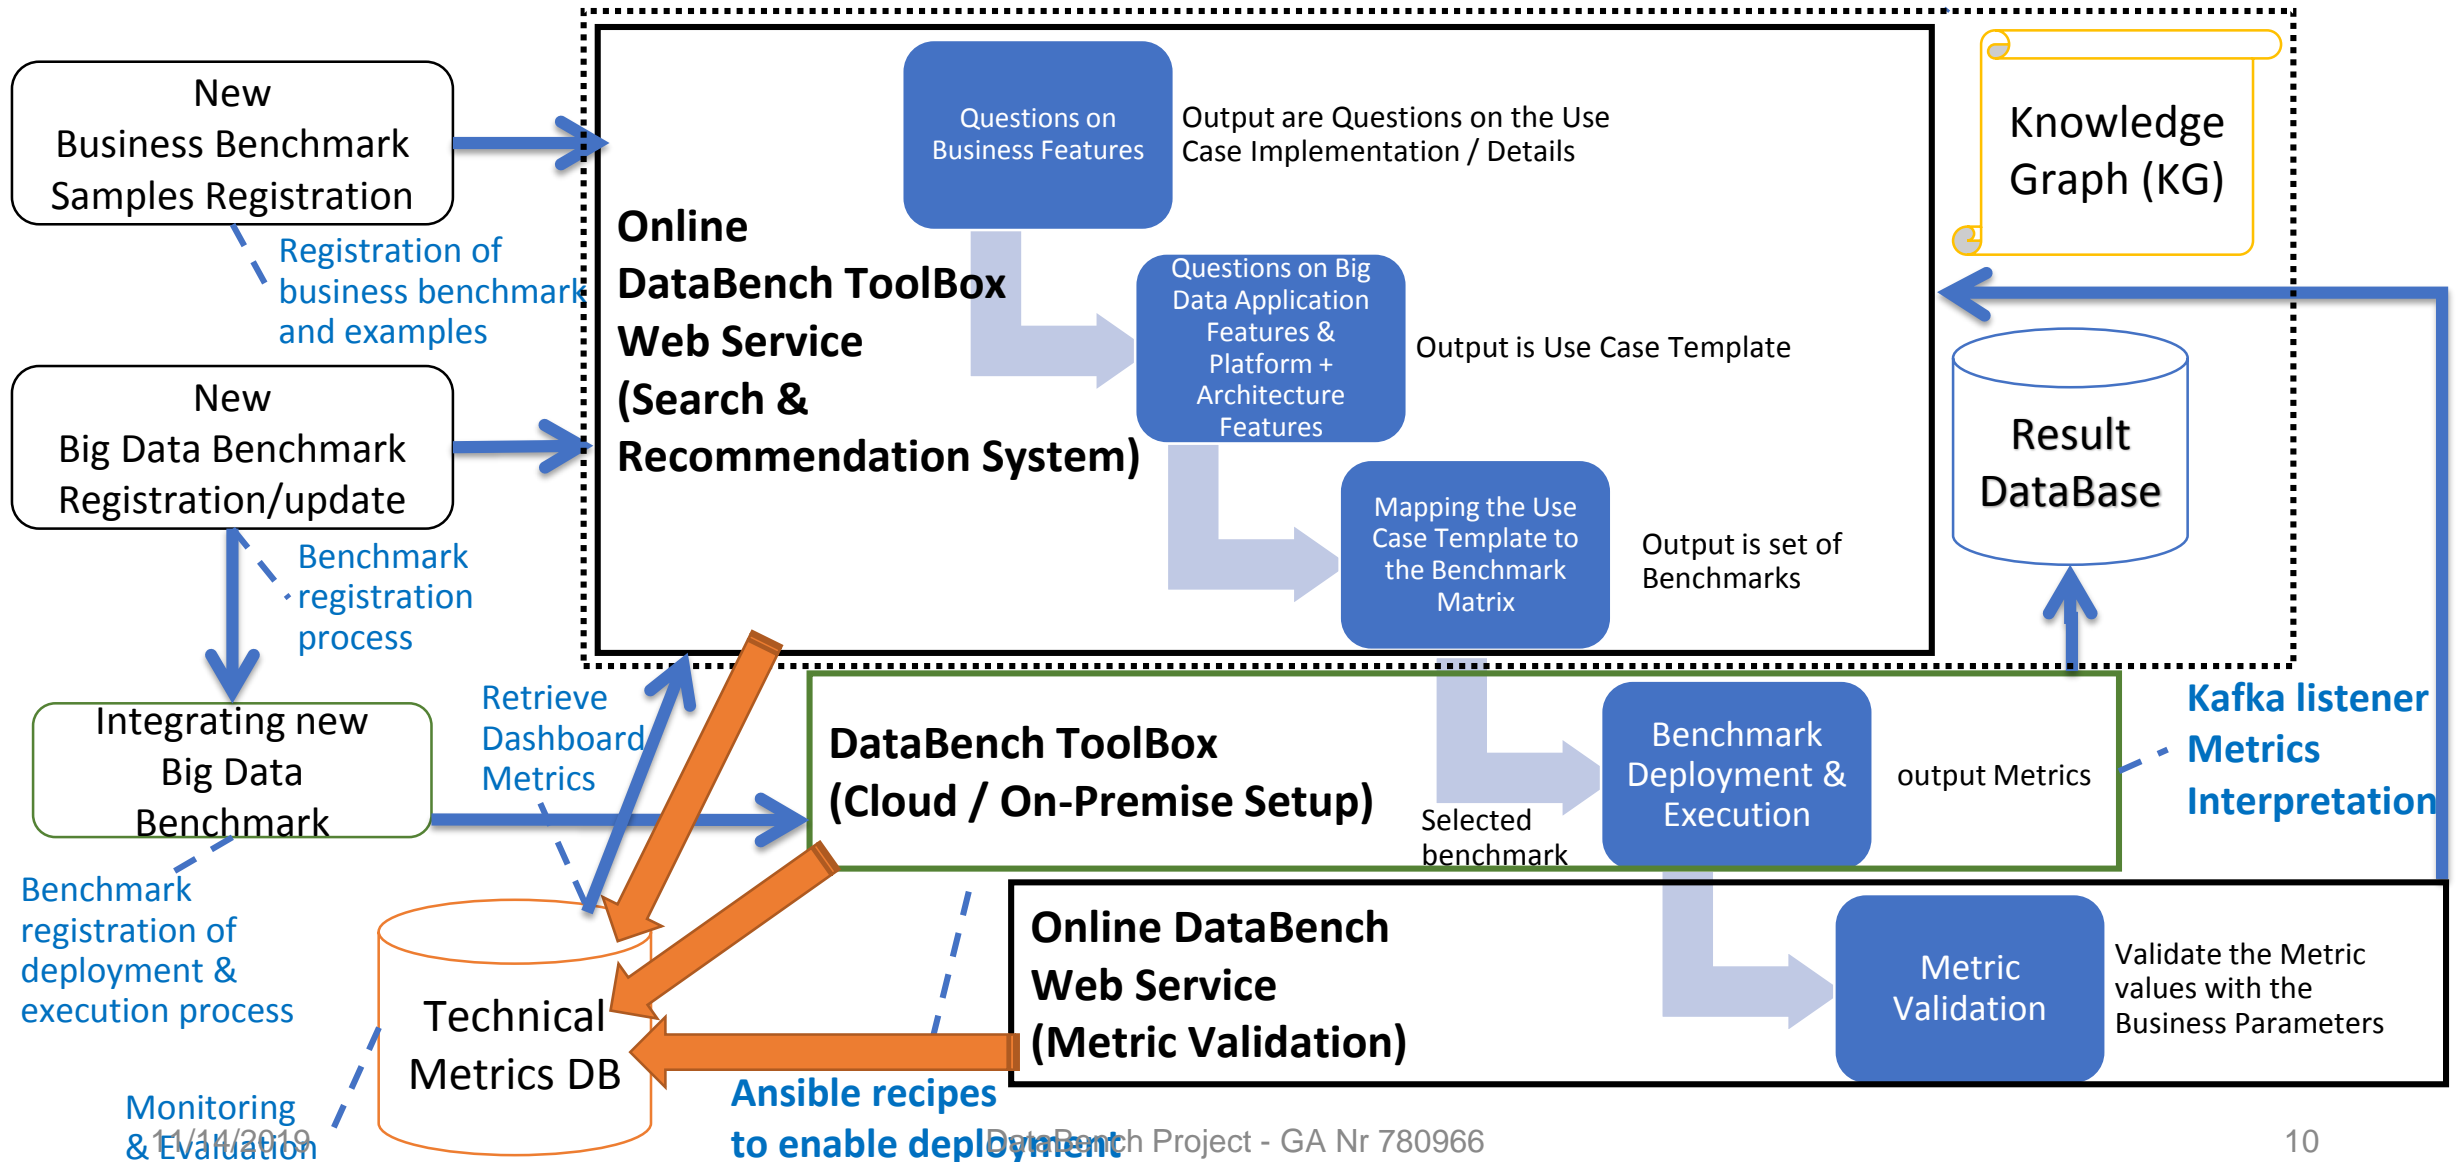 New
Business Benchmark
Samples Registration
Registration of
business benchmark
and examples
New
Big Data Benchmark
Registration/update
Benchmark
registration
process
Integrating new
Big Data
Benchmark
Benchmark
registration of
deployment &
execution process
Monitoring
& Evaluation
Online
DataBench ToolBox
Web Service
(Search &
Recommendation System)
Questions on
Business Features
Output are Questions on the Use
Case Implementation / Details
Questions on Big
Data Application
Features &
Platform +
Architecture
Features
Output is Use Case Template
Mapping the Use
Case Template to
the Benchmark
Matrix
Output is set of
Benchmarks
Knowledge
Graph (KG)
Result
DataBase
Retrieve
Dashboard
Metrics
DataBench ToolBox
(Cloud / On-Premise Setup)
Selected
benchmark
Benchmark
Deployment &
Execution
output Metrics
Kafka listener
Metrics
Interpretation
Technical
Metrics DB
Online DataBench
Web Service
(Metric Validation)
Metric
Validation
Validate the Metric
values with the
Business Parameters
Ansible recipes
to enable deployment
11/14/2019
DataBench Project - GA Nr 780966
10